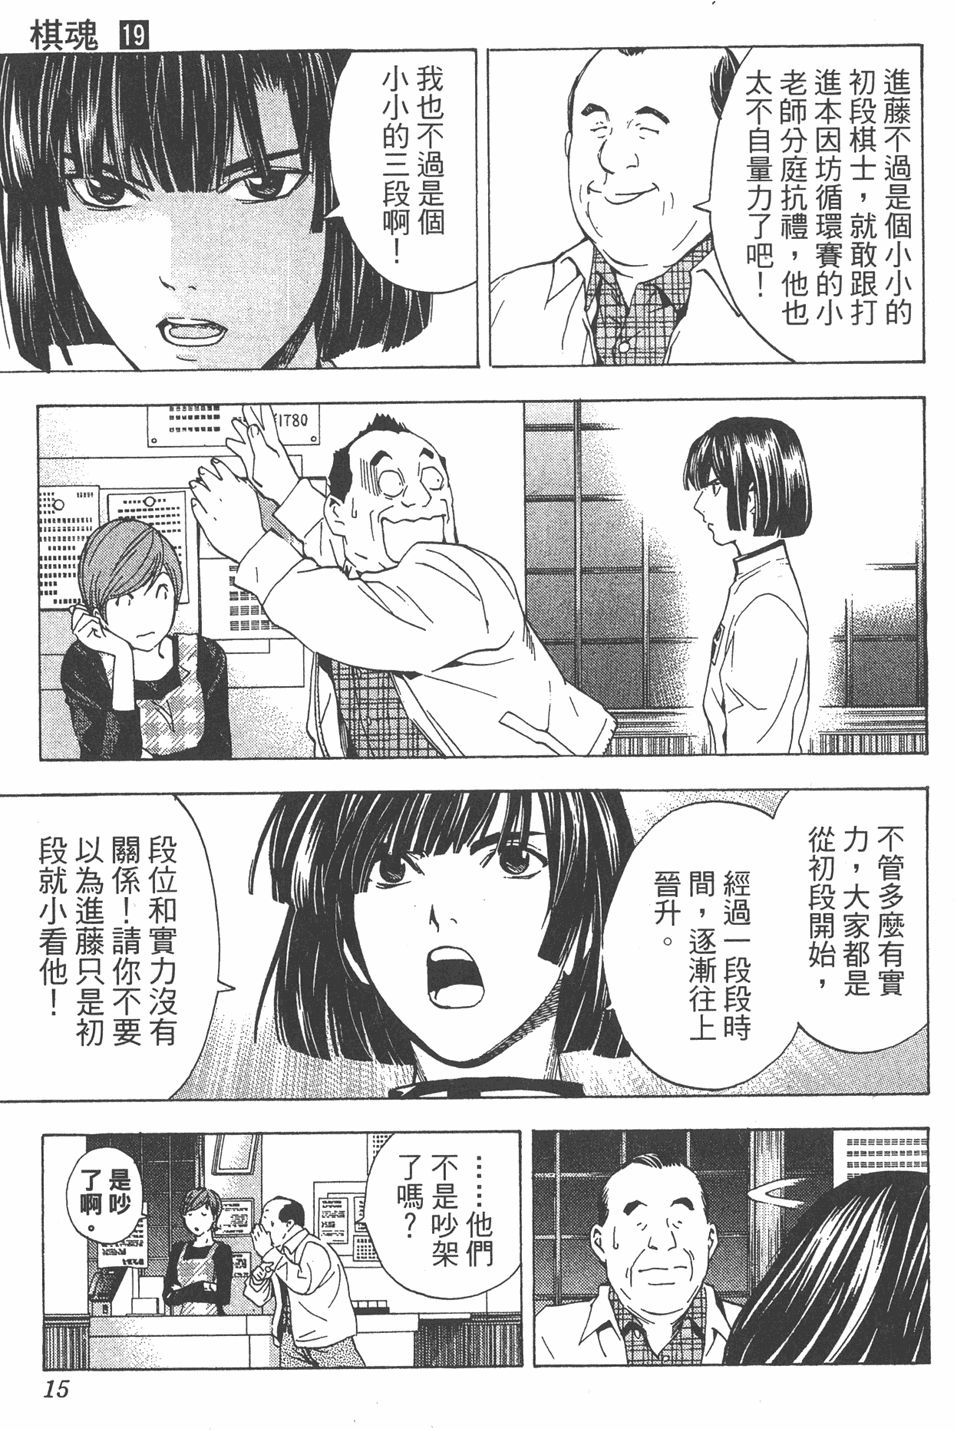 棋魂 19
進藤不過是個小小的
初段棋士，就敢跟打
進本因坊循環賽的小
老師分庭抗禮，他也
太不自量力了吧！
我也不過是個
小小的三段啊！
IT80
不管多麼有實
力，大家都是
從初段開始，
經過一段段時
間，逐漸往上
晉升。
段位和實力沒有
關係！請你不要
以為進藤只是初
段就小看他！
……他們
不是吵架
了嗎？
是吵
了啊。
15